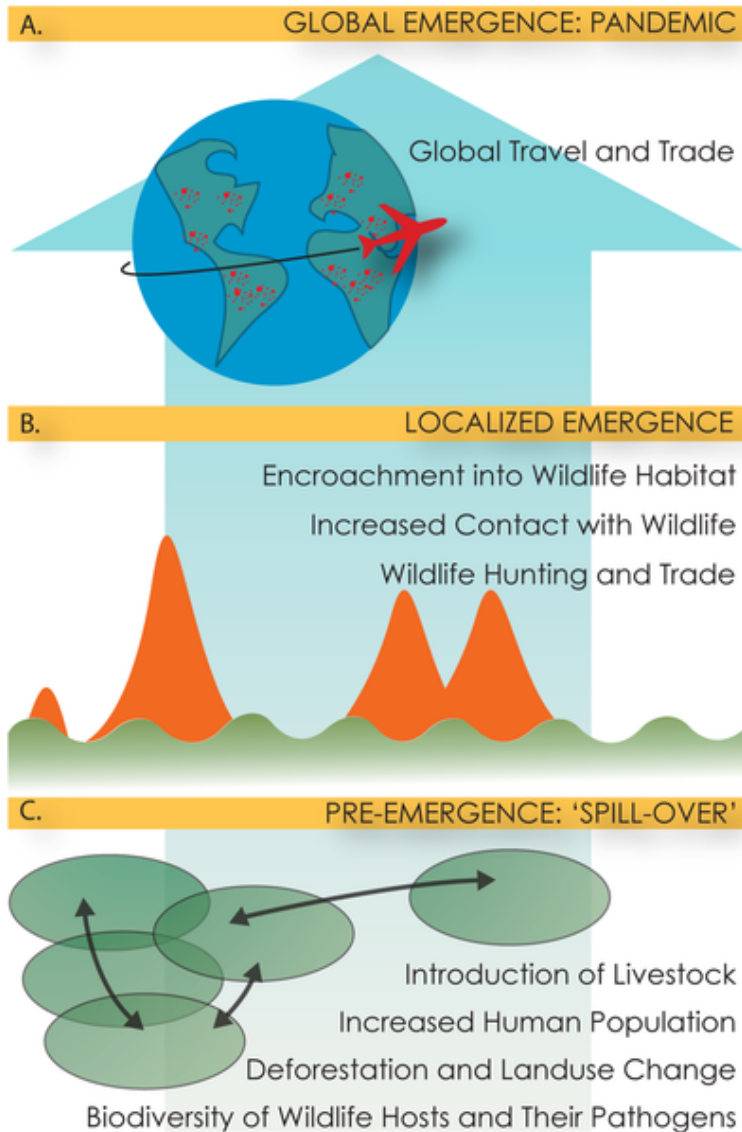 A.
GLOBAL EMERGENCE: PANDEMIC
Global Travel and Trade
B.
LOCALIZED EMERGENCE
Encroachment into Wildlife Habitat
Increased Contact with Wildlife
Wildlife Hunting and Trade
C.
PRE-EMERGENCE: ‘SPILL-OVER’
Introduction of Livestock
Increased Human Population
Deforestation and Landuse Change
Biodiversity of Wildlife Hosts and Their Pathogens